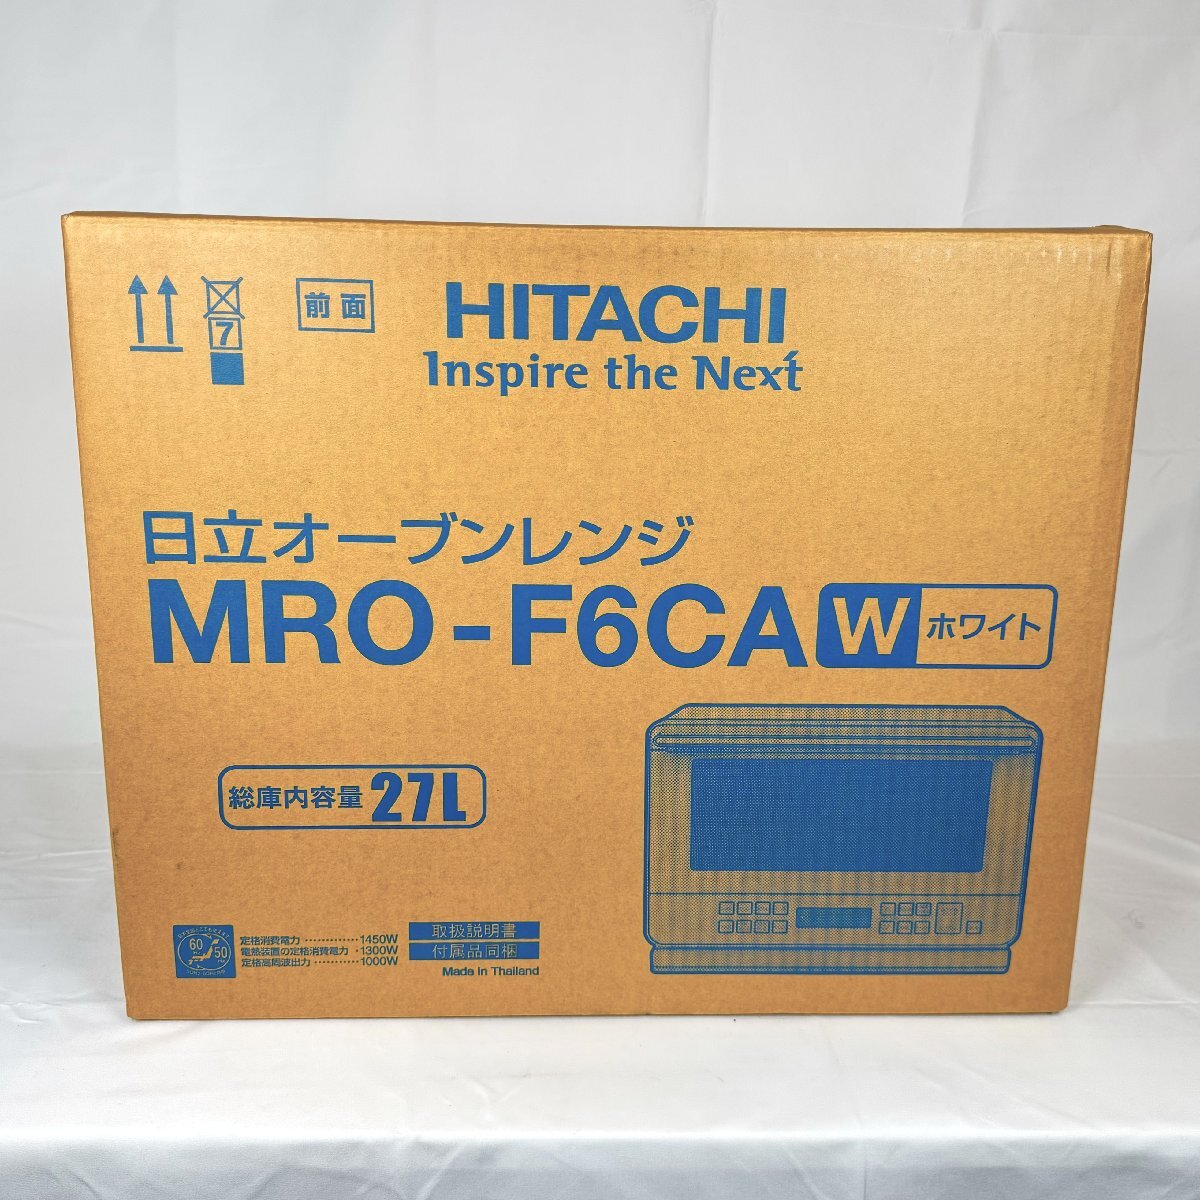 7
前面
HITACHI
Inspire the Next
日立オーブンレンジ
MRO-F6CA W ホワイト
総庫内容量 27L
60
50
定格消費電力 ············1450W
電熱装置の定格消費電力 ·1300W
定格高周波出力 ···········1000W
取扱説明書
付属品同梱
Made in Thailand